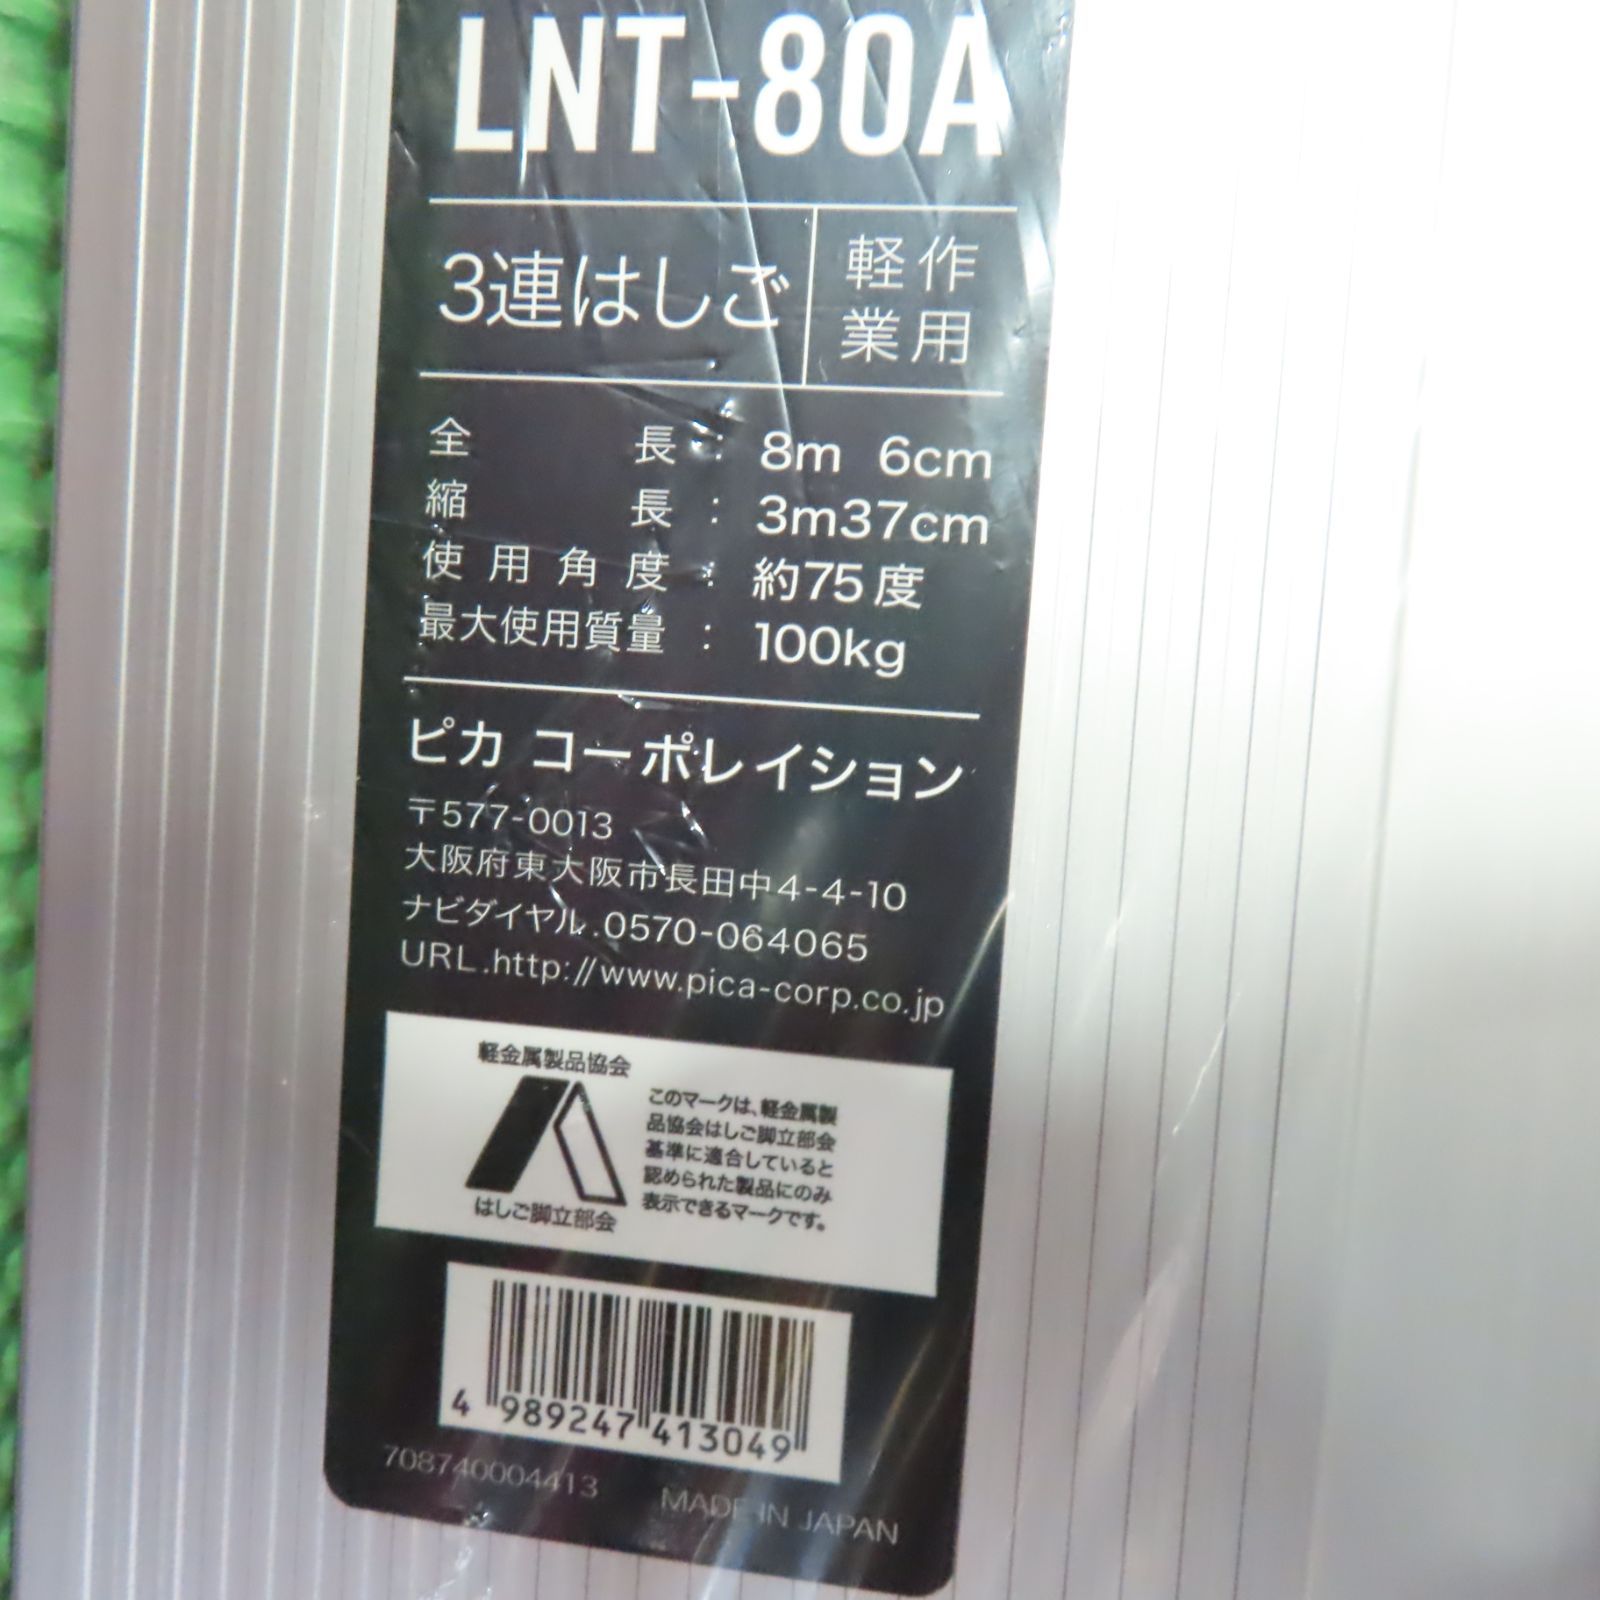 LNT-80A
3連はしご
軽作
業用
全長:8m 6cm
縮長:3m37cm
使用角度:約75度
最大使用質量:100kg
ピカ コーポレイション
〒577-0013
大阪府東大阪市長田中4-4-10
ナビダイヤル.0570-064065
URL.http://www.pica-corp.co.jp
軽金属製品協会
はしご脚立部会
このマークは、軽金属製
品協会はしご脚立部会
基準に適合していると
認められた製品にのみ
表示できるマークです。
4 989247 413049
708740004413
MADE IN JAPAN